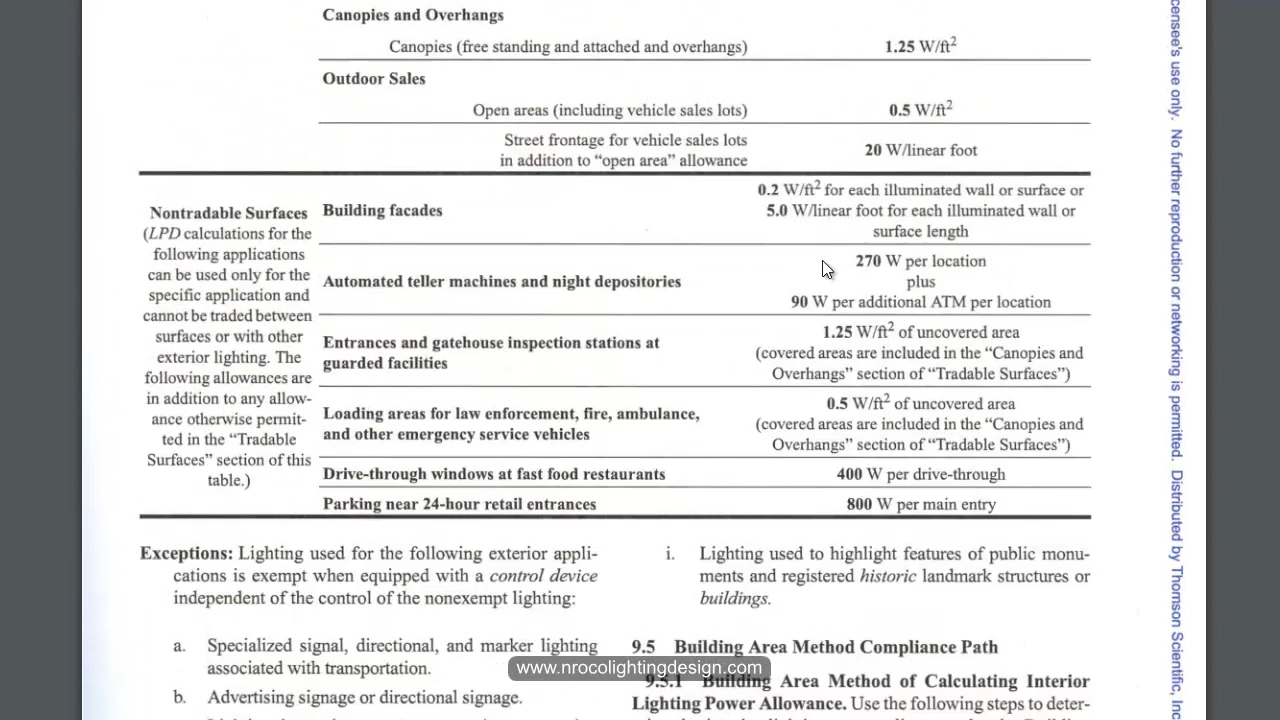 Canopies and Overhangs
Canopies (free standing and attached and overhangs) 1.25 W/ft²
Outdoor Sales
Open areas (including vehicle sales lots) 0.5 W/ft²
Street frontage for vehicle sales lots
in addition to “open area” allowance
20 W/linear foot
Nontradable Surfaces
(LPD calculations for the
following applications
can be used only for the
specific application and
cannot be traded between
surfaces or with other
exterior lighting. The
following allowances are
in addition to any allow-
ance otherwise permit-
ted in the “Tradable
Surfaces” section of this
table.)
Building facades
0.2 W/ft² for each illuminated wall or surface or
5.0 W/linear foot for each illuminated wall or
surface length
Automated teller machines and night depositories
270 W per location
plus
90 W per additional ATM per location
Entrances and gatehouse inspection stations at
guarded facilities
1.25 W/ft² of uncovered area
(covered areas are included in the “Canopies and
Overhangs” section of “Tradable Surfaces”)
Loading areas for law enforcement, fire, ambulance,
and other emergency service vehicles
0.5 W/ft² of uncovered area
(covered areas are included in the “Canopies and
Overhangs” section of “Tradable Surfaces”)
Drive-through windows at fast food restaurants 400 W per drive-through
Parking near 24-hour retail entrances 800 W per main entry
Exceptions: Lighting used for the following exterior appli-
cations is exempt when equipped with a control device
independent of the control of the nonexempt lighting:
a. Specialized signal, directional, and marker lighting
associated with transportation.
b. Advertising signage or directional signage.
i. Lighting used to highlight features of public monu-
ments and registered historic landmark structures or
buildings.
9.5 Building Area Method Compliance Path
9.5.1 Building Area Method of Calculating Interior
Lighting Power Allowance. Use the following steps to deter-
www.nrocolightingdesign.com
censee's use only. No further reproduction or networking is permitted. Distributed by Thomson Scientific, Inc